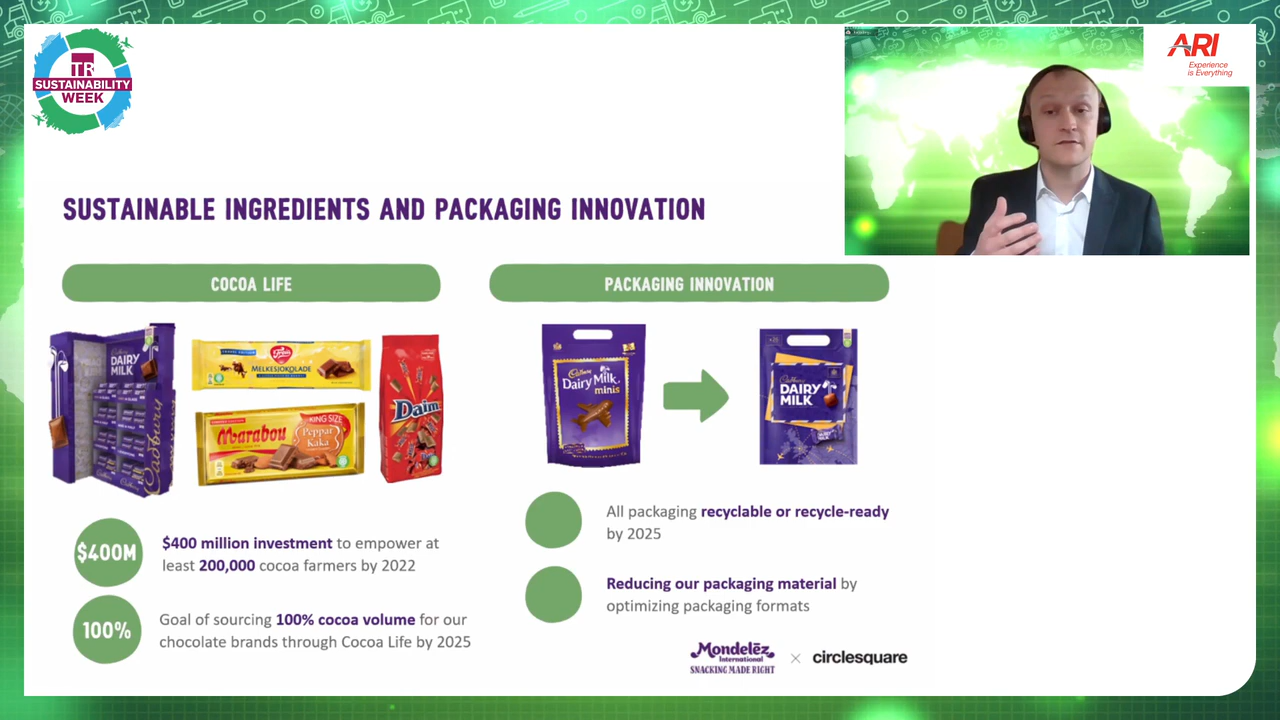 TR
SUSTAINABILITY
WEEK
ARI
Experience
is Everything
SUSTAINABLE INGREDIENTS AND PACKAGING INNOVATION
COCOA LIFE
PACKAGING INNOVATION
Cadbury
DAIRY
MILK
Cadbury
Freia
MELKESJOKOLADE
Marabou
KING SIZE
Peppar
Kaka
Daim
Cadbury
Dairy Milk
minis
Cadbury
DAIRY
MILK
$400M
$400 million investment to empower at
least 200,000 cocoa farmers by 2022
100%
Goal of sourcing 100% cocoa volume for our
chocolate brands through Cocoa Life by 2025
All packaging recyclable or recycle-ready
by 2025
Reducing our packaging material by
optimizing packaging formats
Mondelēz
International
SNACKING MADE RIGHT
× circlesquare